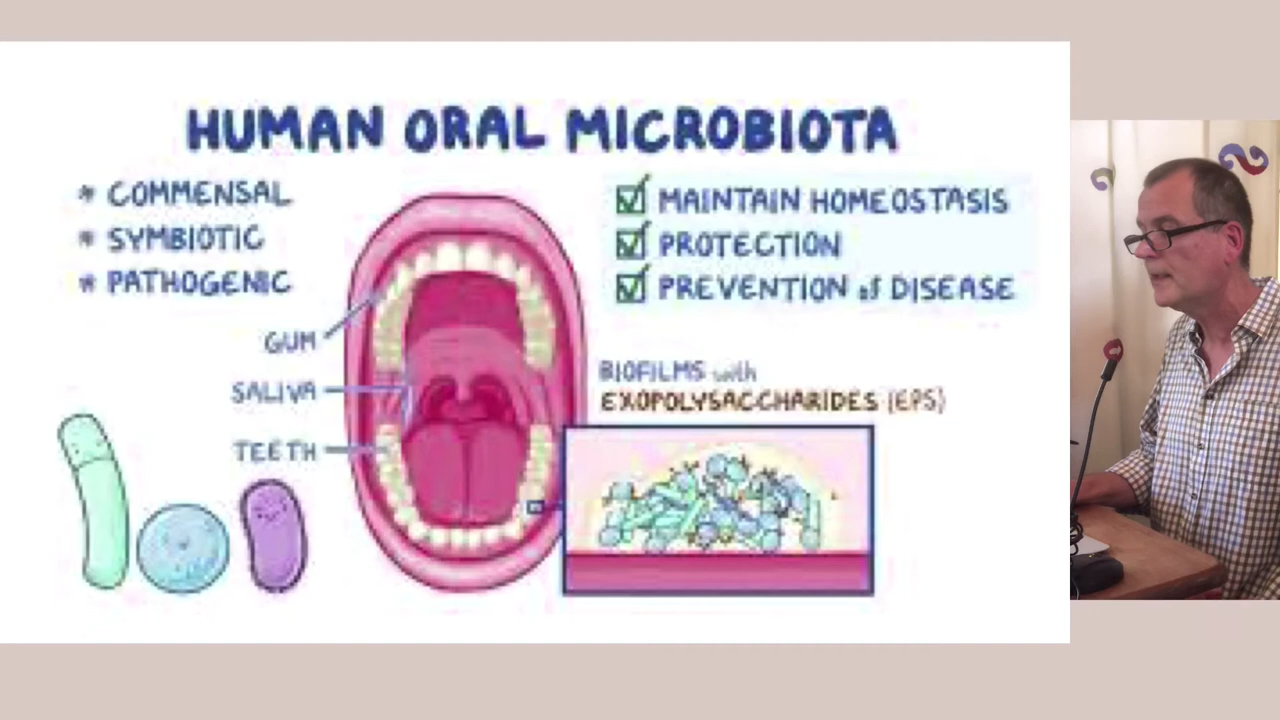 HUMAN ORAL MICROBIOTA
* COMMENSAL
* SYMBIOTIC
* PATHOGENIC
☑ MAINTAIN HOMEOSTASIS
☑ PROTECTION
☑ PREVENTION of DISEASE
GUM
SALIVA
TEETH
BIOFILMS with
EXOPOLYSACCHARIDES (EPS)